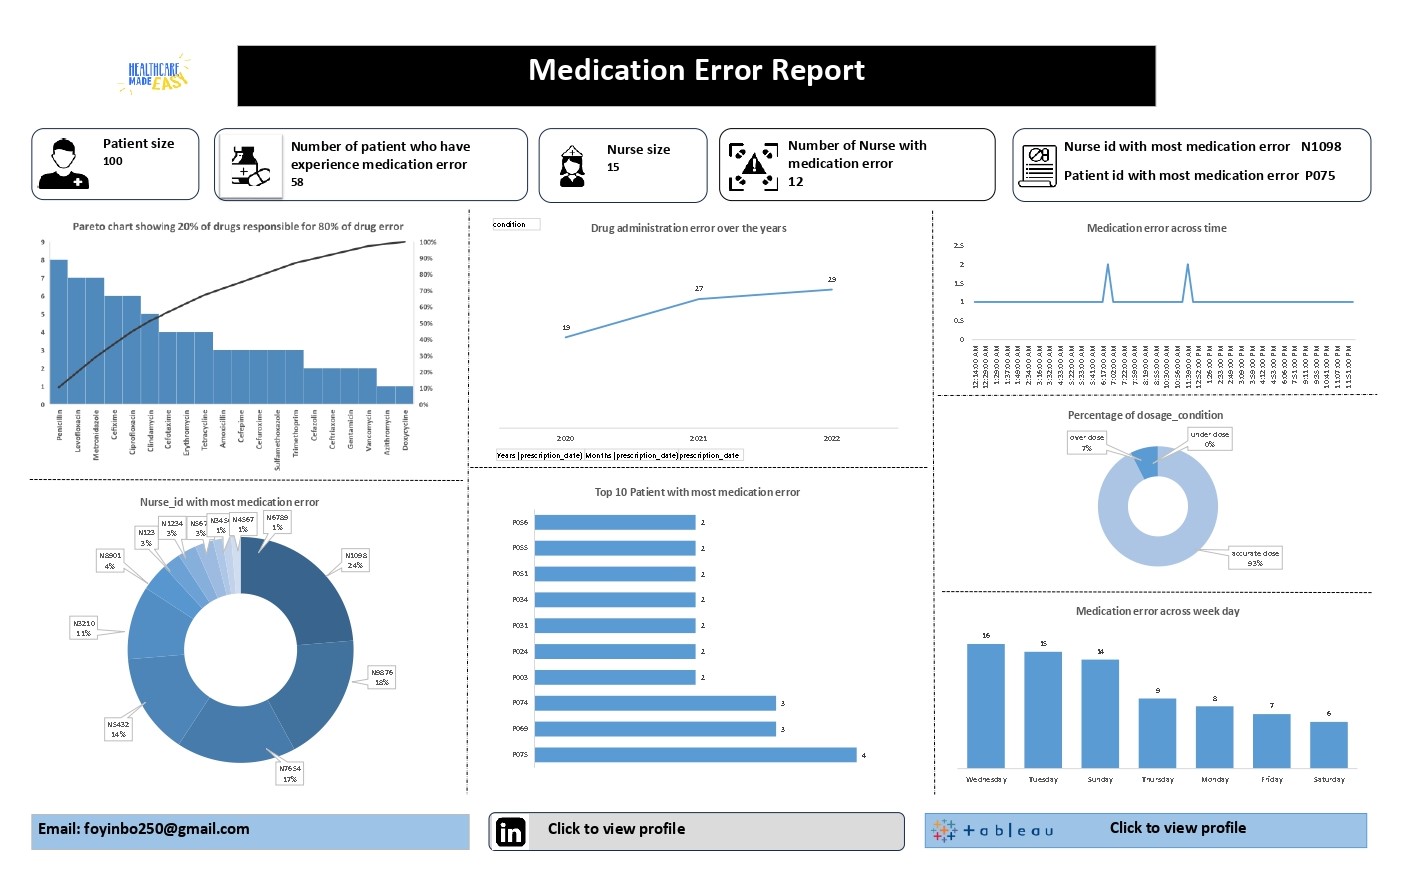 HEALTHCARE
MADE EASY
Medication Error Report
Patient size
100
Number of patient who have
experience medication error
58
Nurse size
15
Number of Nurse with
medication error
12
Nurse id with most medication error N1098
Patient id with most medication error P075
Pareto chart showing 20% of drugs responsible for 80% of drug error
9
8
7
6
5
4
3
2
1
0
100%
90%
80%
70%
60%
50%
40%
30%
20%
10%
0%
Penicillin
Levofloxacin
Metronidazole
Cefixime
Ciprofloxacin
Clindamycin
Cefotaxime
Erythromycin
Tetracycline
Amoxicillin
Cefepime
Cefuroxime
Sulfamethoxazole
Trimethoprim
Cefazolin
Ceftriaxone
Gentamicin
Vancomycin
Azithromycin
Doxycycline
condition
Drug administration error over the years
19
27
29
2020
2021
2022
Years (prescription_date) Months (prescription_date)prescription_date
Medication error across time
2.5
2
1.5
1
0.5
0
12:14:00 AM
12:29:00 AM
1:29:00 AM
1:37:00 AM
1:49:00 AM
2:34:00 AM
3:16:00 AM
3:32:00 AM
4:33:00 AM
5:22:00 AM
5:33:00 AM
5:41:00 AM
6:17:00 AM
7:02:00 AM
7:22:00 AM
7:59:00 AM
8:19:00 AM
8:55:00 AM
10:30:00 AM
10:56:00 AM
11:39:00 AM
12:52:00 PM
1:26:00 PM
2:33:00 PM
2:49:00 PM
3:09:00 PM
3:59:00 PM
4:12:00 PM
4:55:00 PM
6:06:00 PM
7:51:00 PM
9:11:00 PM
9:35:00 PM
10:41:00 PM
11:07:00 PM
11:51:00 PM
Percentage of dosage_condition
over dose
7%
under dose
0%
accurate dose
93%
Nurse_id with most medication error
N1234
3%
N567
3%
N345
1%
N4567
1%
N6789
1%
N123
3%
N8901
4%
N1098
24%
N3210
11%
N9876
18%
N5432
14%
N7654
17%
Top 10 Patient with most medication error
P056 2
P055 2
P051 2
P034 2
P031 2
P024 2
P003 2
P074 3
P069 3
P075 4
Medication error across week day
16
15
14
9
8
7
6
Wednesday
Tuesday
Sunday
Thursday
Monday
Friday
Saturday
Email: foyinbo250@gmail.com
in
Click to view profile
+ableau
Click to view profile